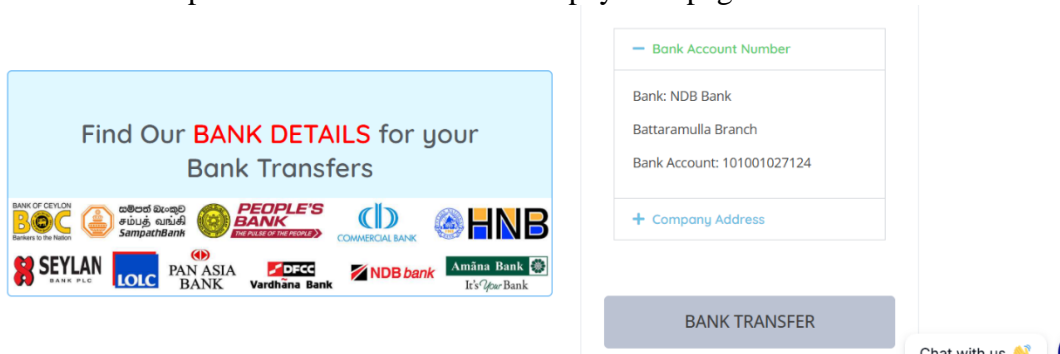 Find Our BANK DETAILS for your
Bank Transfers
BANK OF CEYLON
BOC
Bankers to the Nation
සම්පත් බැංකුව
சம்பத் வங்கி
SampathBank
PEOPLE'S
BANK
THE PULSE OF THE PEOPLE
COMMERCIAL BANK
HNB
SEYLAN
BANK PLC
LOLC
PAN ASIA
BANK
DFCC
Vardhāna Bank
NDB bank
Amãna Bank
It's Your Bank
− Bank Account Number
Bank: NDB Bank
Battaramulla Branch
Bank Account: 101001027124
+ Company Address
BANK TRANSFER
Chat with us 👋